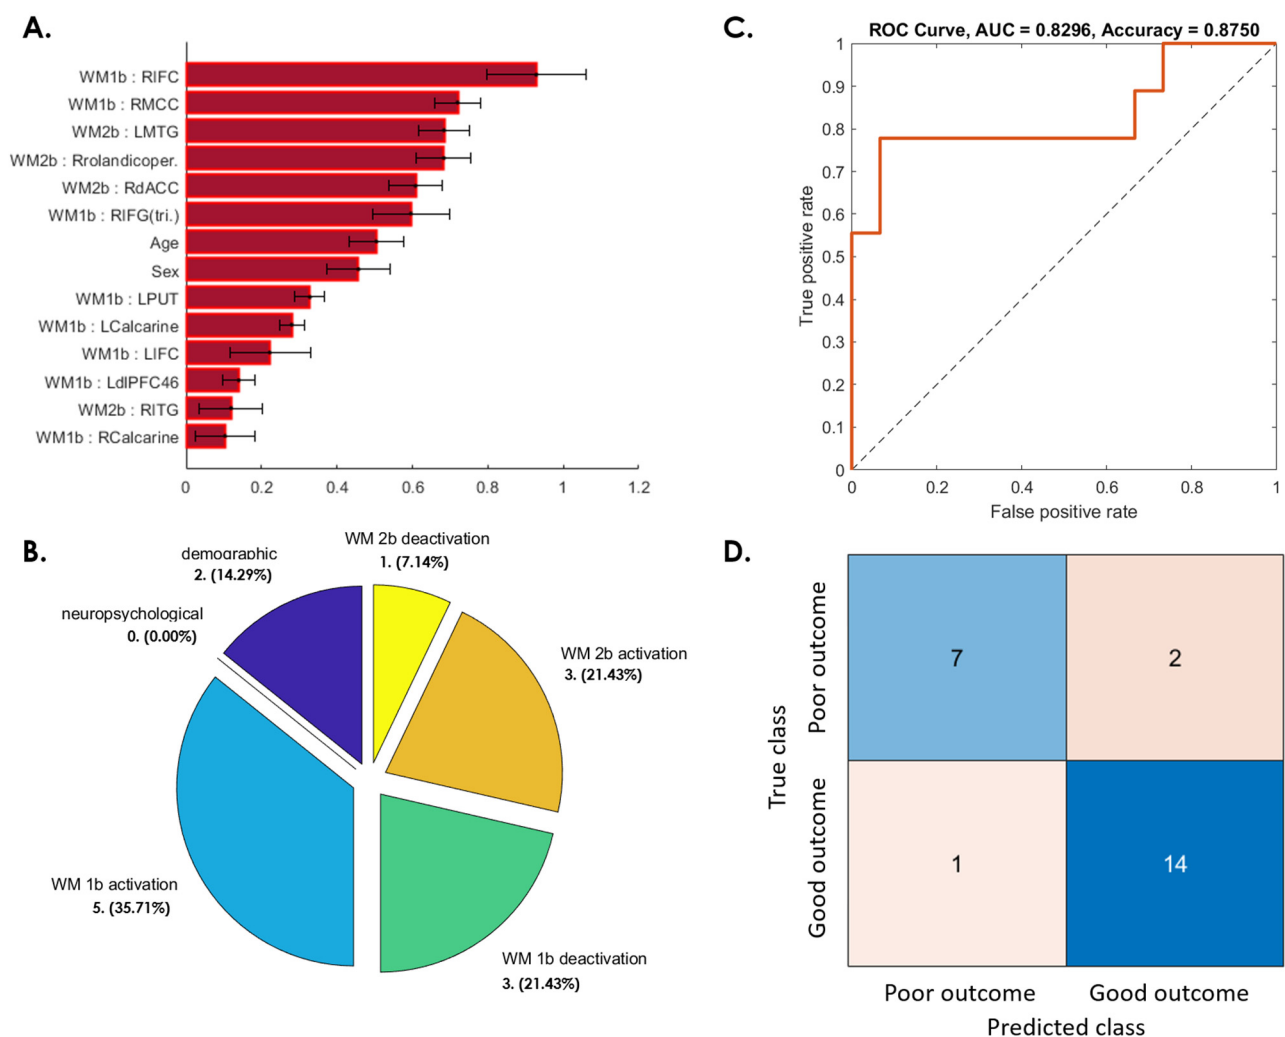 A.
WM1b : RIFC
WM1b : RMCC
WM2b : LMTG
WM2b : Rrolandicoper.
WM2b : RdACC
WM1b : RIFG(tri.)
Age
Sex
WM1b : LPUT
WM1b : LCalcarine
WM1b : LIFC
WM1b : LdlPFC46
WM2b : RITG
WM1b : RCalcarine
0 0.2 0.4 0.6 0.8 1 1.2
C.
ROC Curve, AUC = 0.8296, Accuracy = 0.8750
1
0.9
0.8
0.7
0.6
0.5
0.4
0.3
0.2
0.1
0
True positive rate
0 0.2 0.4 0.6 0.8 1
False positive rate
B.
WM 2b deactivation
1. (7.14%)
demographic
2. (14.29%)
neuropsychological
0. (0.00%)
WM 2b activation
3. (21.43%)
WM 1b activation
5. (35.71%)
WM 1b deactivation
3. (21.43%)
D.
True class
Poor outcome
Good outcome
7 2
1 14
Poor outcome Good outcome
Predicted class